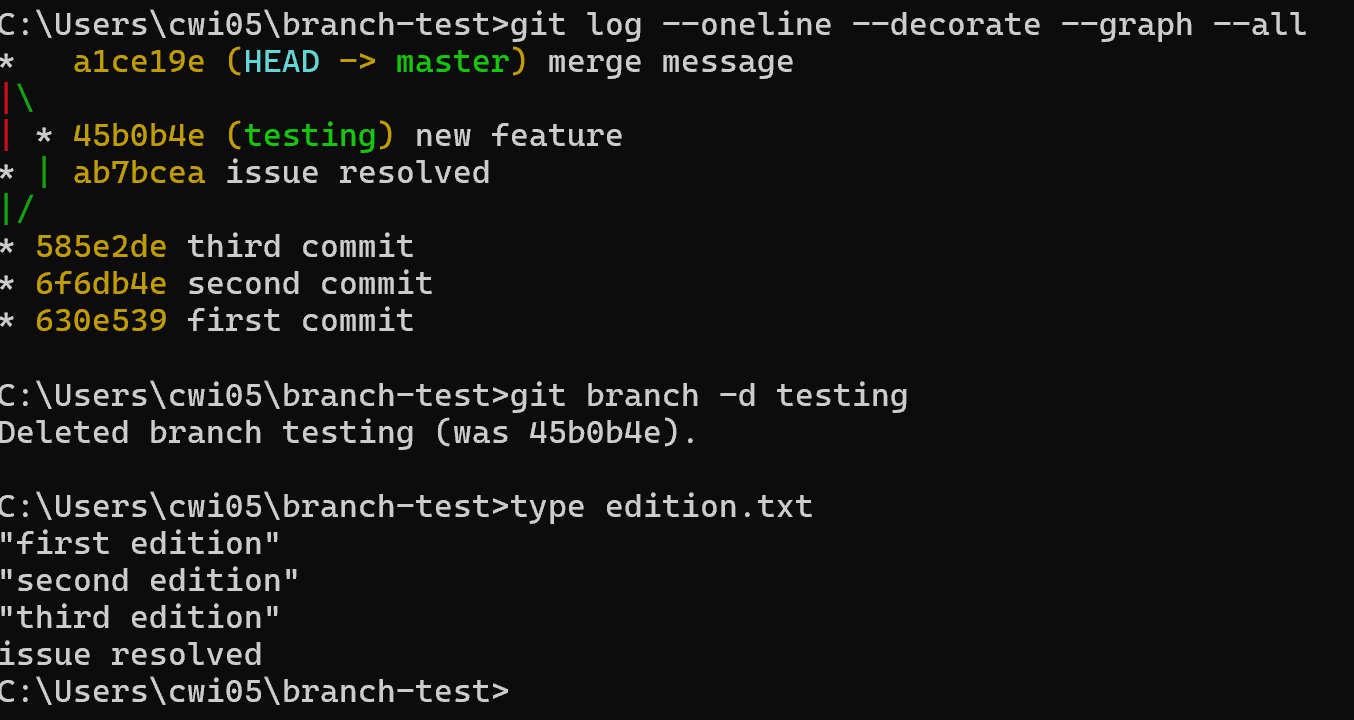 C:\Users\cwi05\branch-test>git log --oneline --decorate --graph --all
*   a1ce19e (HEAD -> master) merge message
|\
| * 45b0b4e (testing) new feature
* | ab7bcea issue resolved
|/
* 585e2de third commit
* 6f6db4e second commit
* 630e539 first commit
C:\Users\cwi05\branch-test>git branch -d testing
Deleted branch testing (was 45b0b4e).
C:\Users\cwi05\branch-test>type edition.txt
"first edition"
"second edition"
"third edition"
issue resolved
C:\Users\cwi05\branch-test>